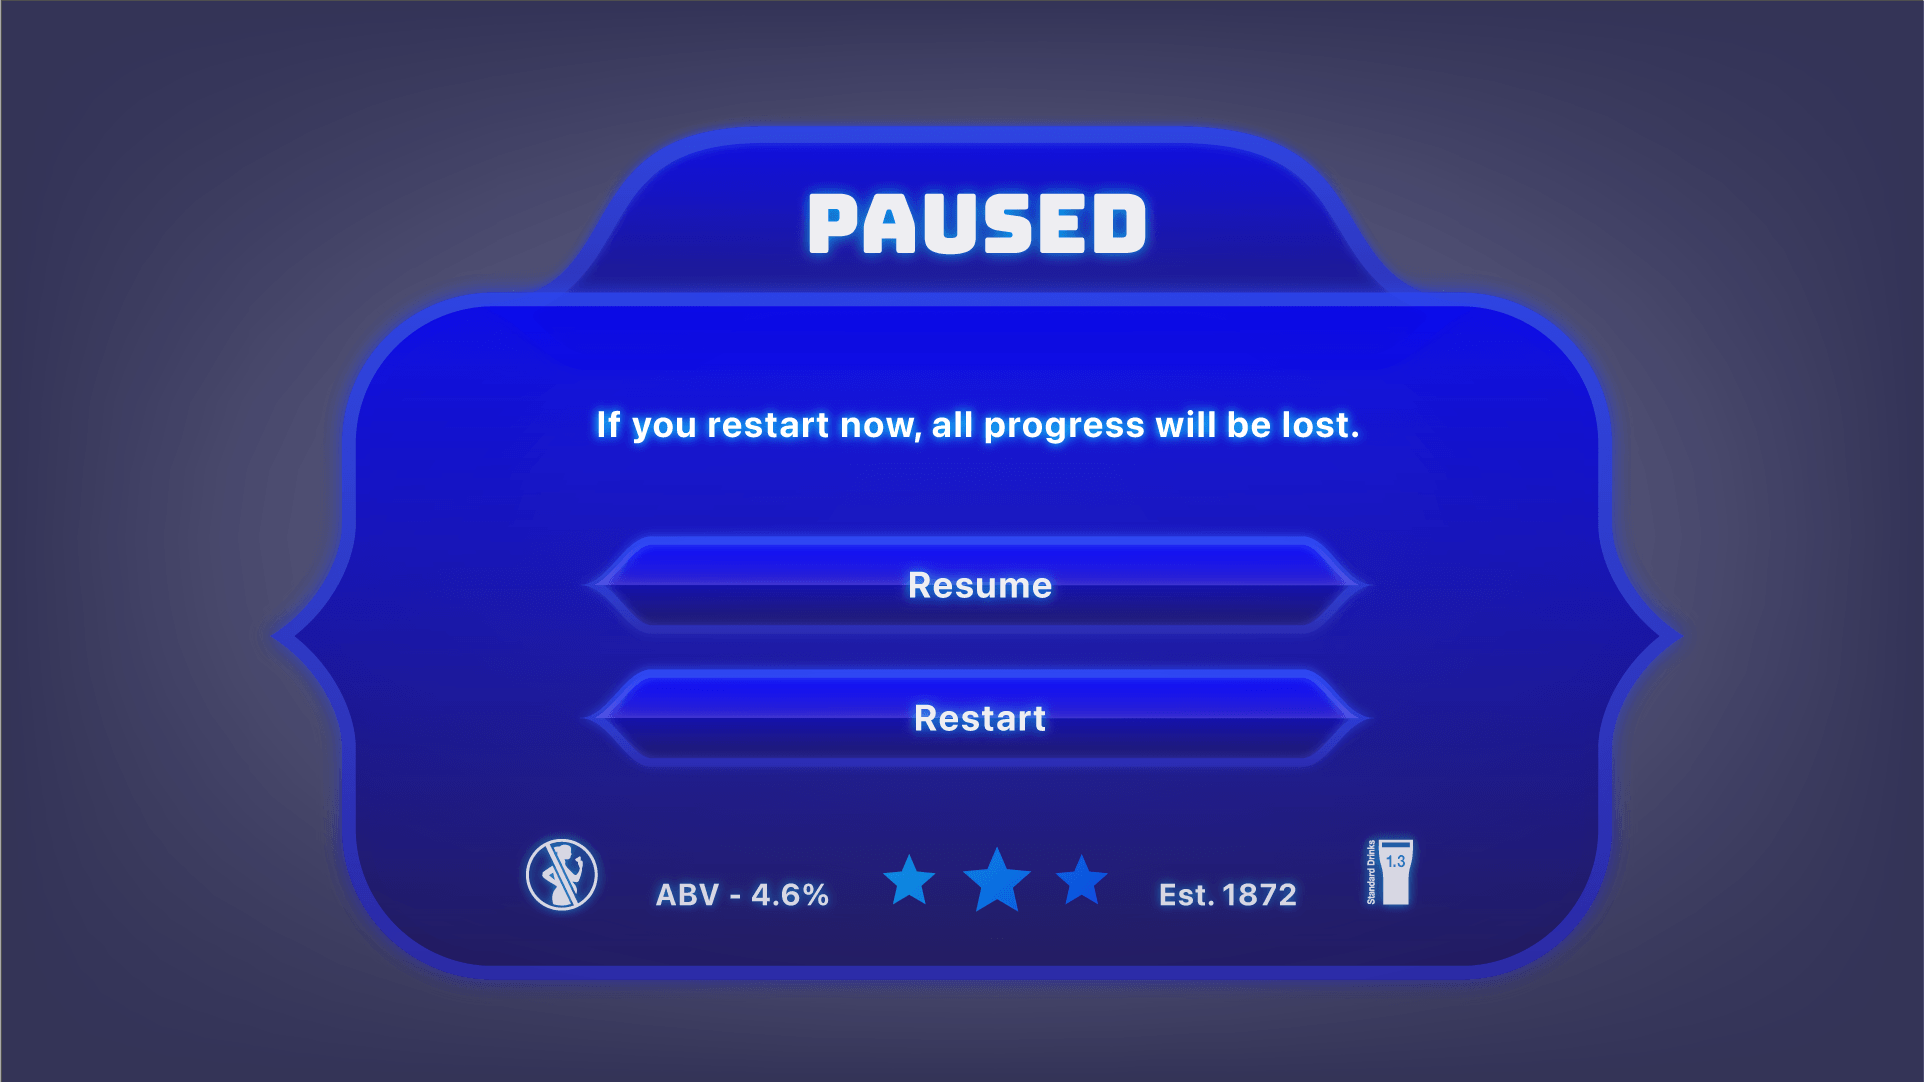 PAUSED
If you restart now, all progress will be lost.
Resume
Restart
ABV - 4.6%
Est. 1872
Standard Drinks
1.3